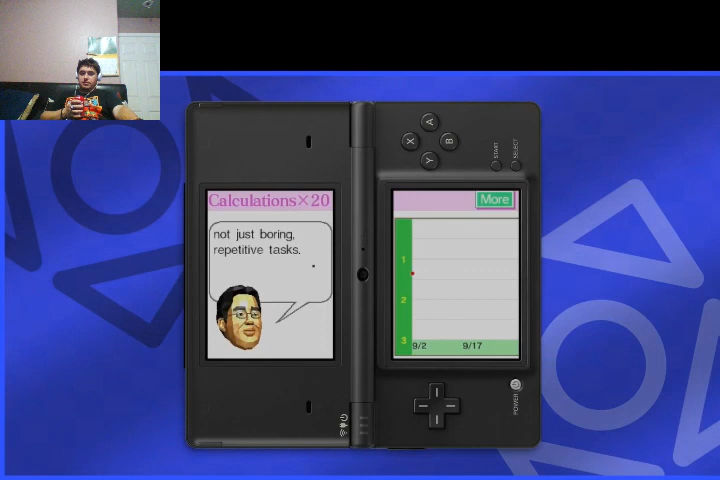 Calculations×20
not just boring,
repetitive tasks.
More
1
2
3
9/2 9/17
A
X B
Y
START
SELECT
POWER